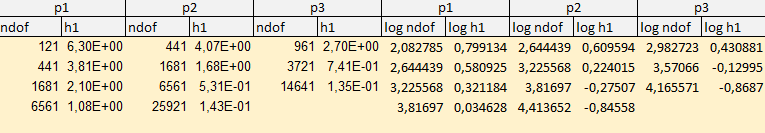 p1 p2 p3 p1 p2 p3
ndof h1 ndof h1 ndof h1 log ndof log h1 log ndof log h1 log ndof log h1
121 6,30E+00 441 4,07E+00 961 2,70E+00 2,082785 0,799134 2,644439 0,609594 2,982723 0,430881
441 3,81E+00 1681 1,68E+00 3721 7,41E-01 2,644439 0,580925 3,225568 0,224015 3,57066 -0,12995
1681 2,10E+00 6561 5,31E-01 14641 1,35E-01 3,225568 0,321184 3,81697 -0,27507 4,165571 -0,8687
6561 1,08E+00 25921 1,43E-01 3,81697 0,034628 4,413652 -0,84558